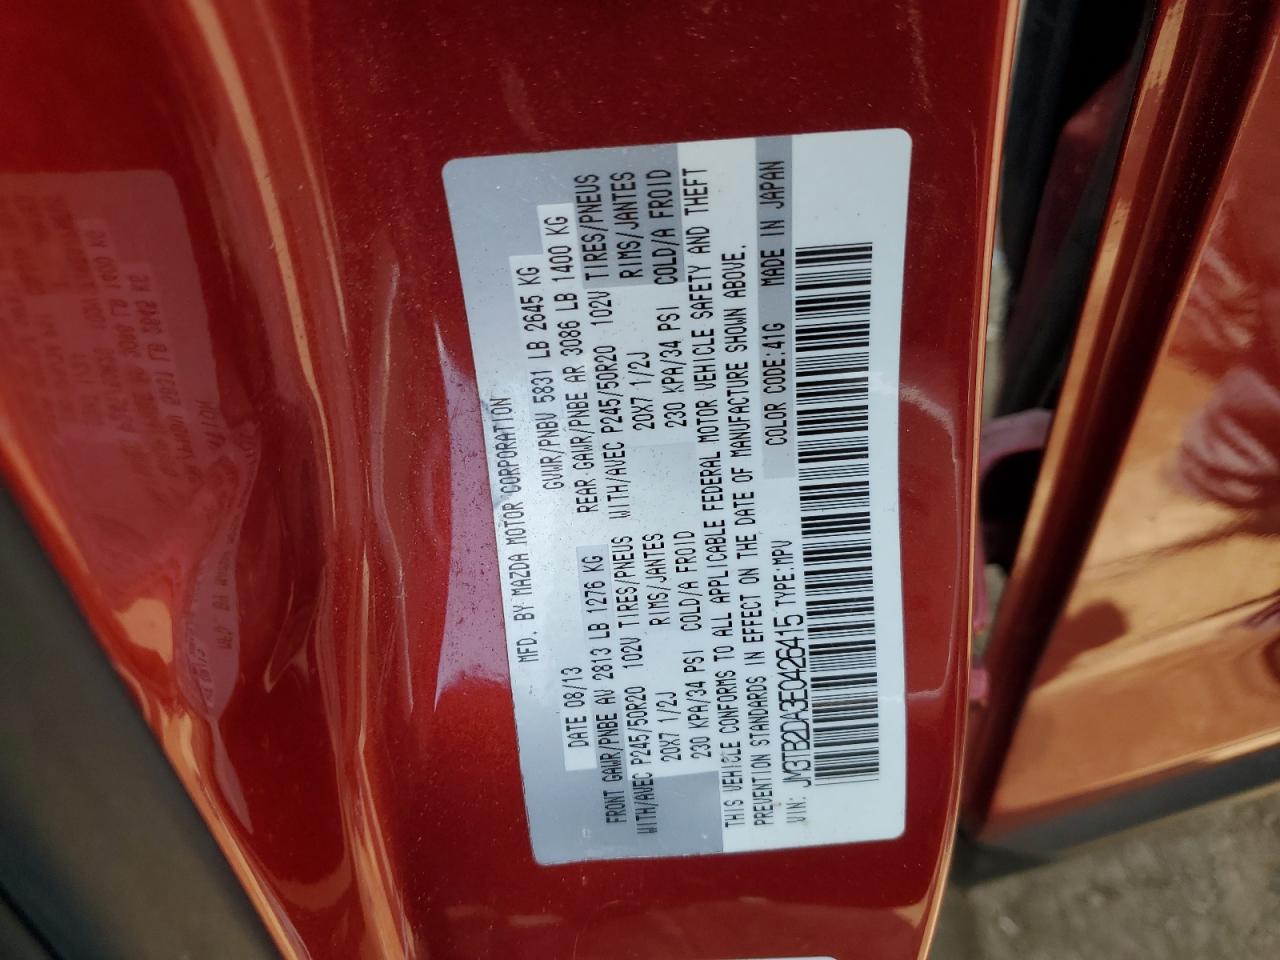 MFD. BY MAZDA MOTOR CORPORATION
DATE 08/13 GVWR/PNBV 5831 LB 2645 KG
FRONT GAWR/PNBE AV 2813 LB 1276 KG REAR GAWR/PNBE AR 3086 LB 1400 KG
WITH/AVEC P245/50R20 102V TIRES/PNEUS WITH/AVEC P245/50R20 102V TIRES/PNEUS
20X7 1/2J RIMS/JANTES 20X7 1/2J RIMS/JANTES
230 KPA/34 PSI COLD/A FROID 230 KPA/34 PSI COLD/A FROID
THIS VEHICLE CONFORMS TO ALL APPLICABLE FEDERAL MOTOR VEHICLE SAFETY AND THEFT
PREVENTION STANDARDS IN EFFECT ON THE DATE OF MANUFACTURE SHOWN ABOVE.
VIN: JM3TB2DA3E0426415 TYPE:MPV COLOR CODE:41G MADE IN JAPAN